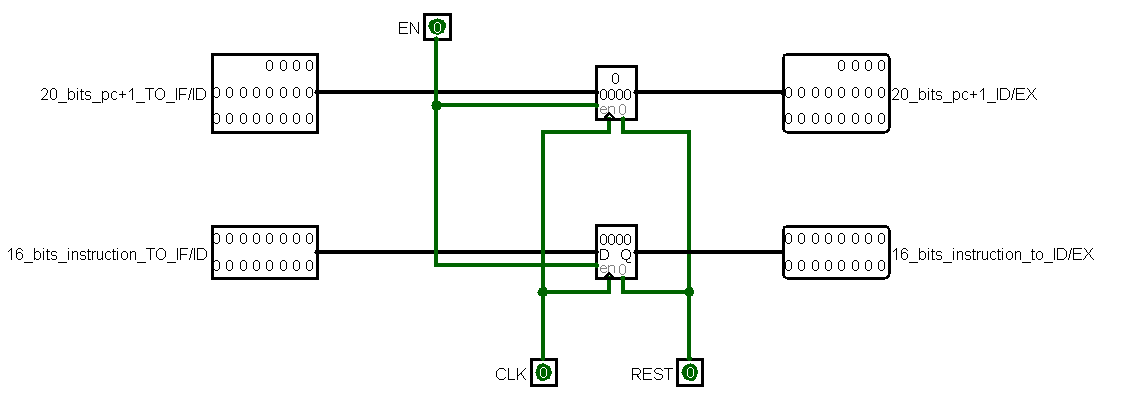 EN 0
0 0 0 0
20_bits_pc+1_TO_IF/ID
0 0 0 0 0 0 0 0
0 0 0 0 0 0 0 0
0
0000
en 0
0 0 0 0
0 0 0 0 0 0 0 0
20_bits_pc+1_ID/EX
0 0 0 0 0 0 0 0
16_bits_instruction_TO_IF/ID
0 0 0 0 0 0 0 0
0 0 0 0 0 0 0 0
0000
D Q
en 0
0 0 0 0 0 0 0 0
0 0 0 0 0 0 0 0
16_bits_instruction_to_ID/EX
CLK 0
REST 0